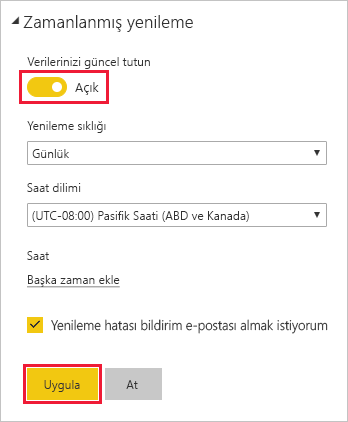 Zamanlanmış yenileme
Verilerinizi güncel tutun
Açık
Yenileme sıklığı
Günlük
Saat dilimi
(UTC-08:00) Pasifik Saati (ABD ve Kanada)
Saat
Başka zaman ekle
Yenileme hatası bildirim e-postası almak istiyorum
Uygula At